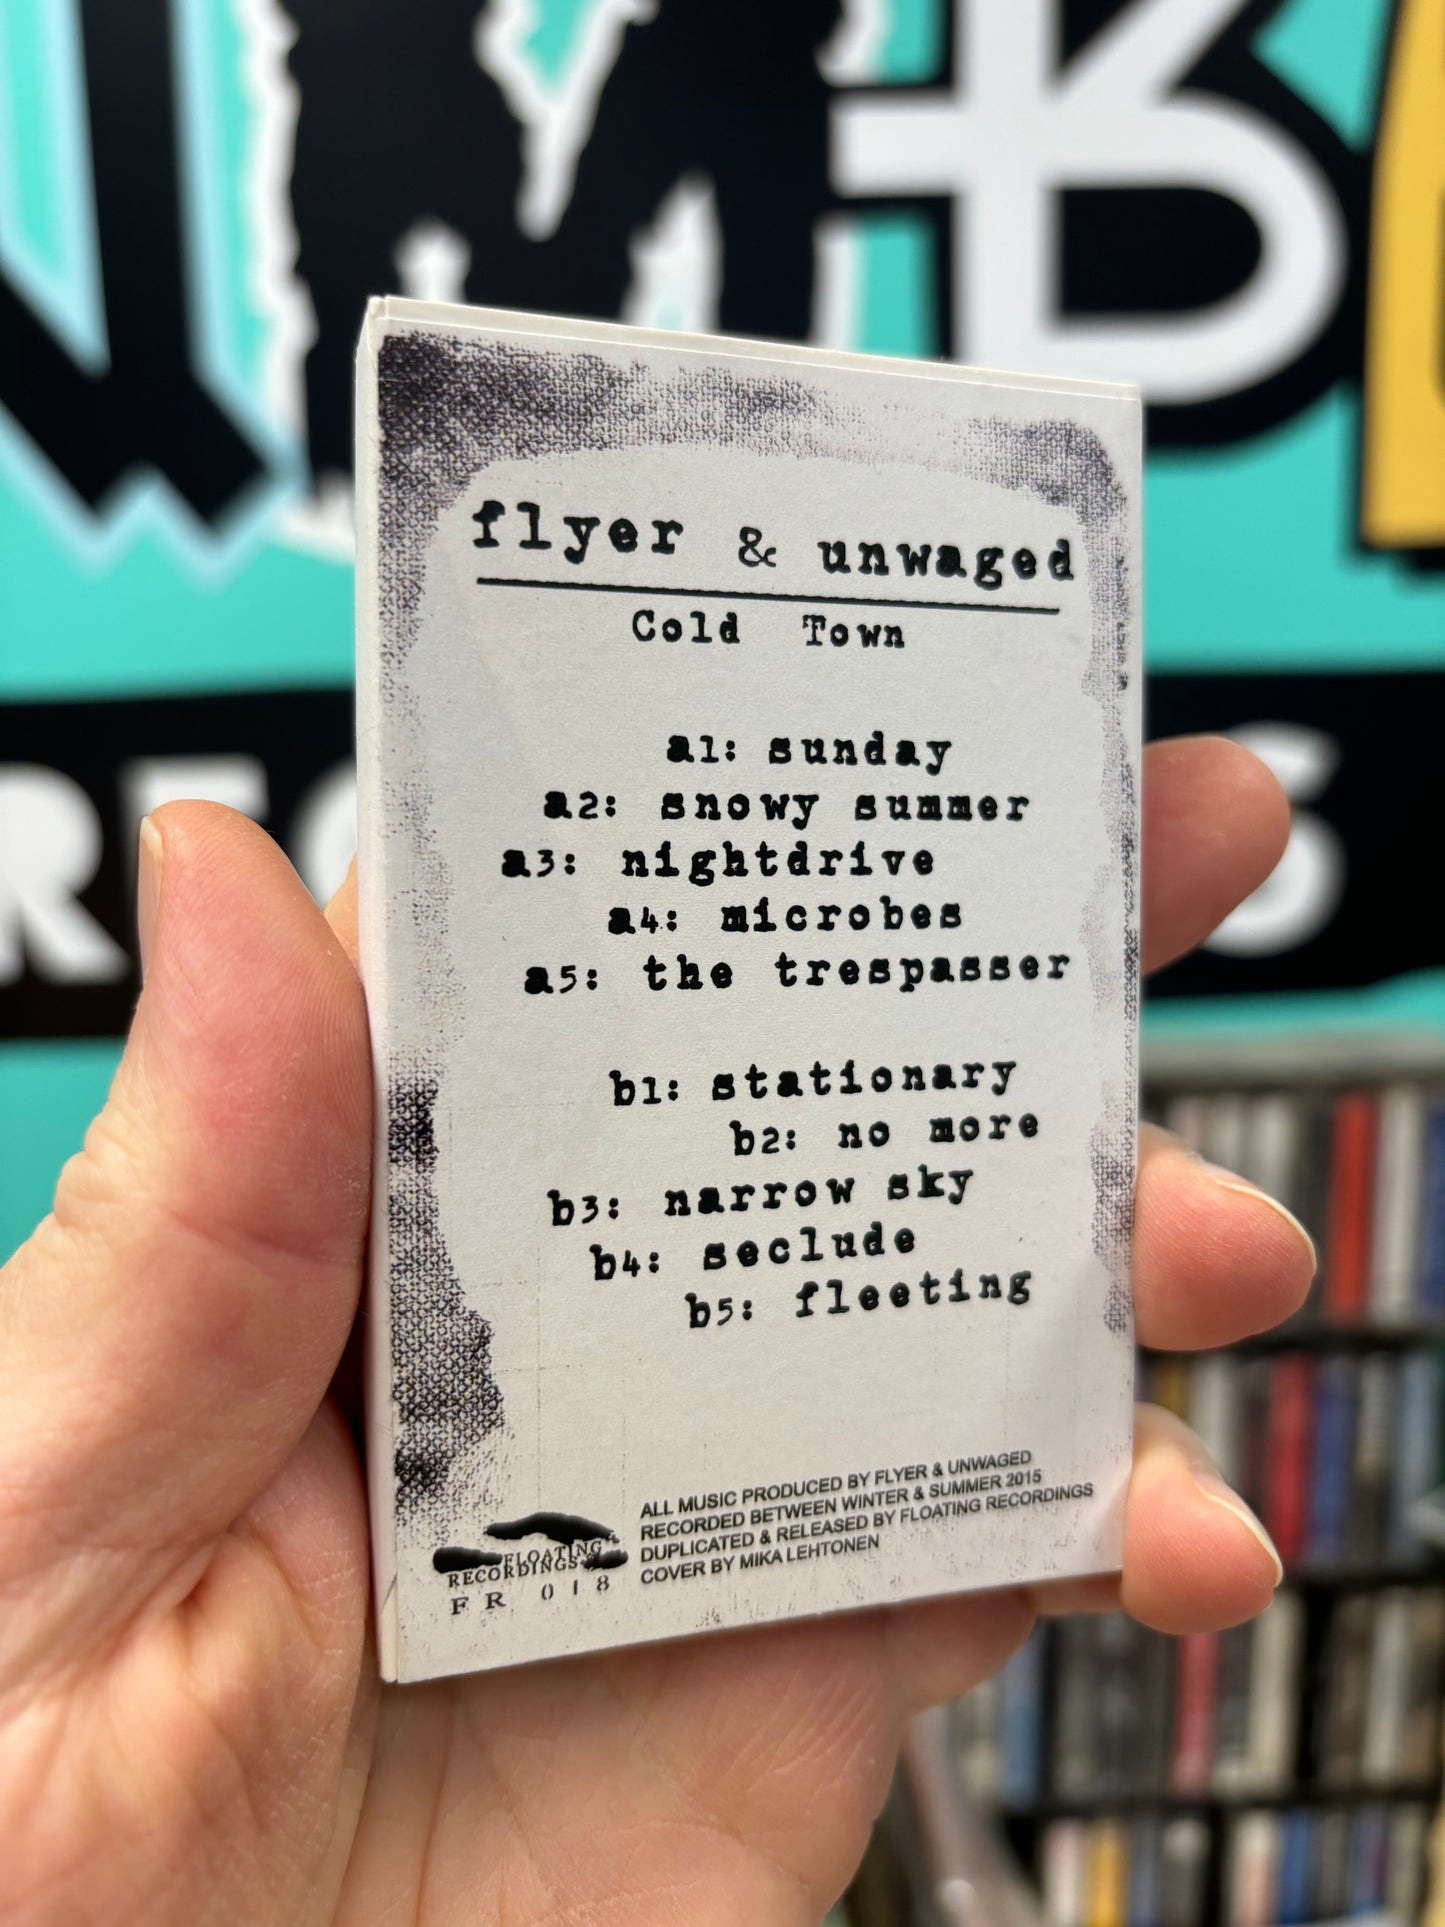 flyer & unwaged
Cold Town
a1: sunday
a2: snowy summer
a3: nightdrive
a4: microbes
a5: the trespasser
b1: stationary
b2: no more
b3: narrow sky
b4: seclude
b5: fleeting
ALL MUSIC PRODUCED BY FLYER & UNWAGED
RECORDED BETWEEN WINTER & SUMMER 2015
DUPLICATED & RELEASED BY FLOATING RECORDINGS
COVER BY MIKA LEHTONEN
FLOATING
RECORDINGS
FR 018